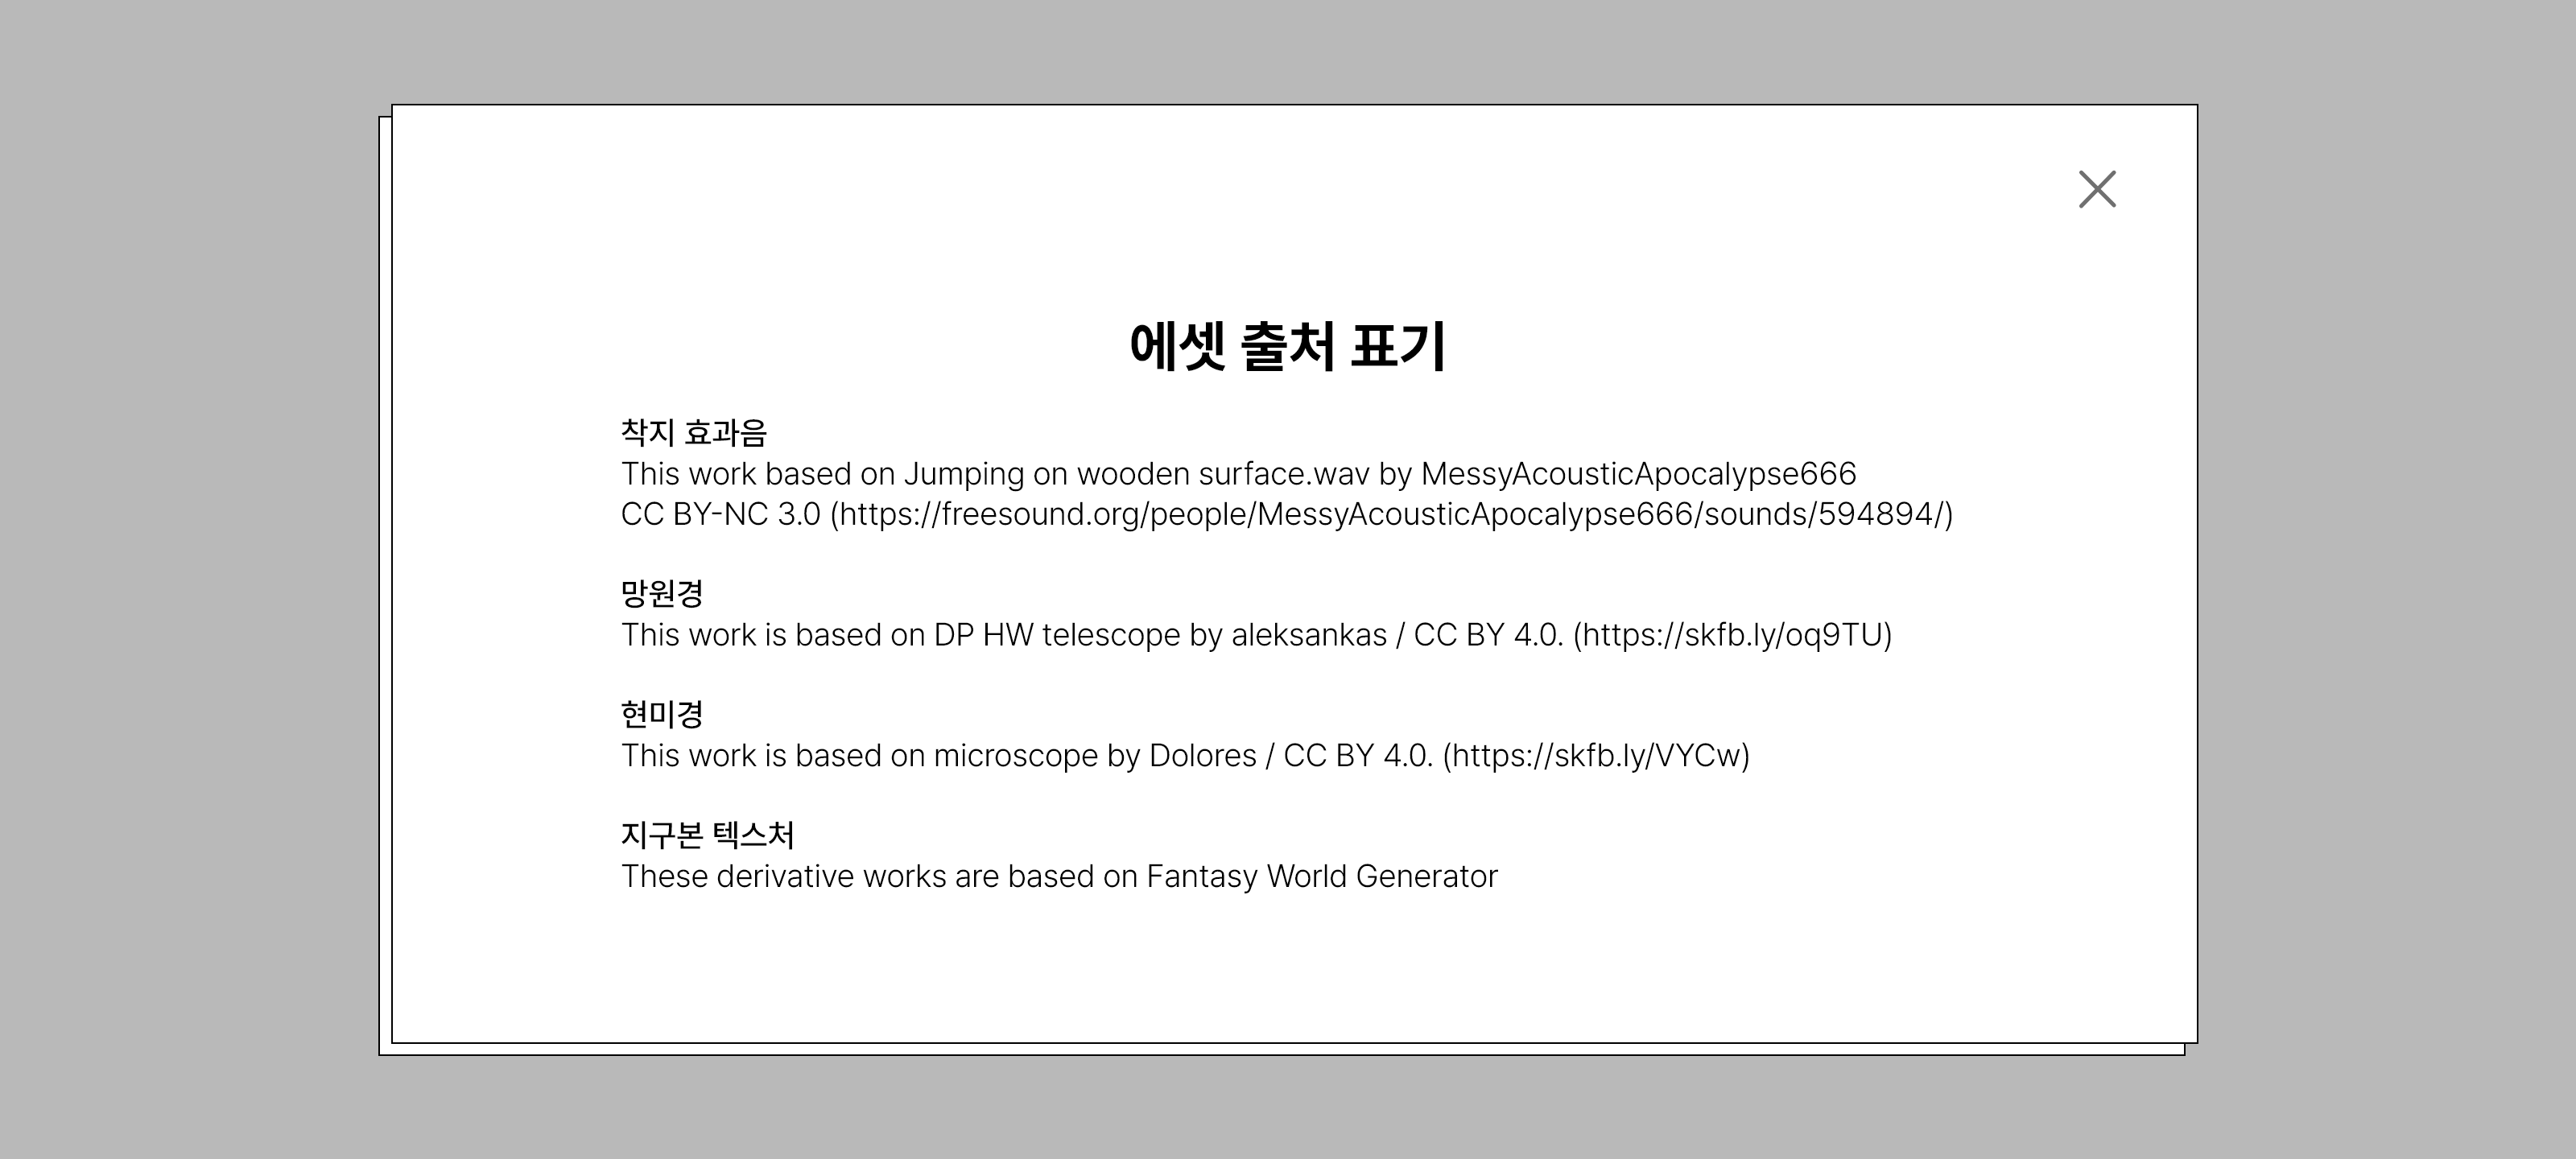 에셋 출처 표기
착지 효과음
This work based on Jumping on wooden surface.wav by MessyAcousticApocalypse666
CC BY-NC 3.0 (https://freesound.org/people/MessyAcousticApocalypse666/sounds/594894/)
망원경
This work is based on DP HW telescope by aleksankas / CC BY 4.0. (https://skfb.ly/oq9TU)
현미경
This work is based on microscope by Dolores / CC BY 4.0. (https://skfb.ly/VYCw)
지구본 텍스처
These derivative works are based on Fantasy World Generator